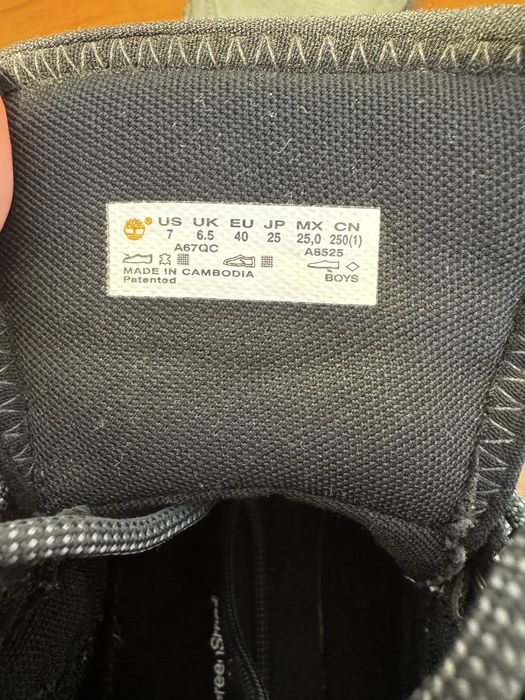 US UK EU JP MX CN
7 6.5 40 25 25,0 250(1)
A67QC A8525
MADE IN CAMBODIA BOYS
Patented